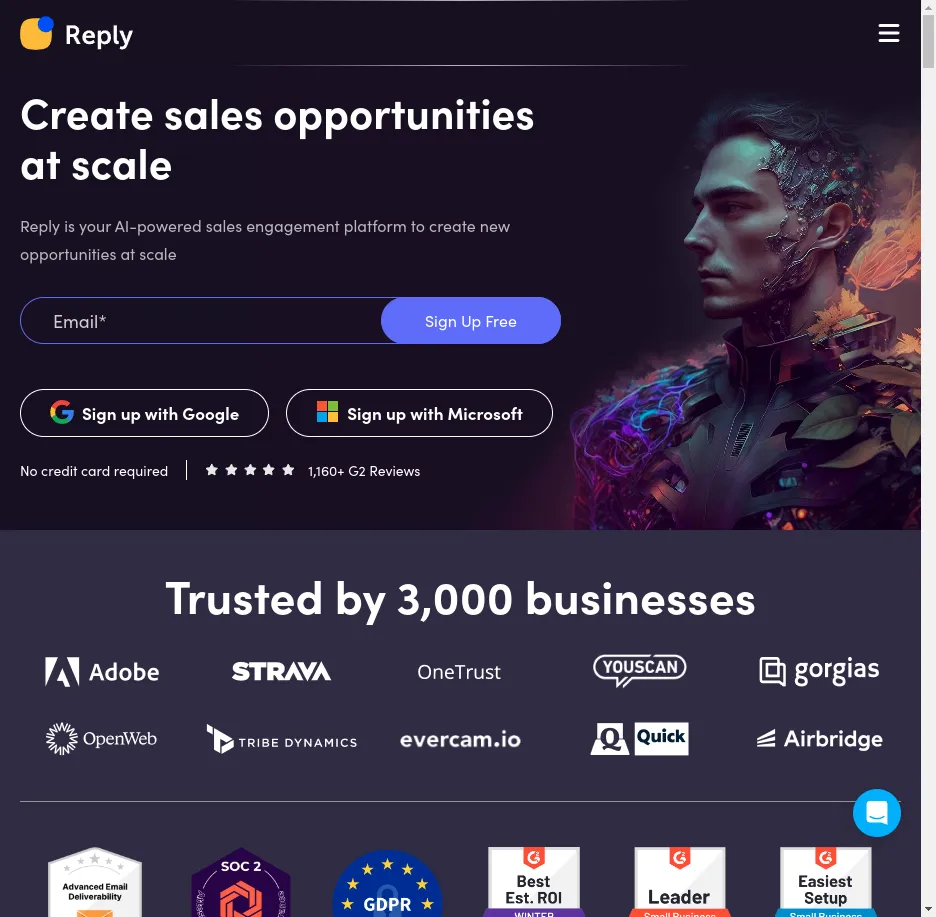 Reply
Create sales opportunities
at scale
Reply is your AI-powered sales engagement platform to create new
opportunities at scale
Email*
Sign Up Free
Sign up with Google
Sign up with Microsoft
No credit card required
1,160+ G2 Reviews
Trusted by 3,000 businesses
Adobe
STRAVA
OneTrust
YOUSCAN
gorgias
OpenWeb
TRIBE DYNAMICS
evercam.io
Q Quick
Airbridge
Advanced Email
Deliverability
SOC 2
GDPR
Best
Est. ROI
WINTER
Leader
Small Business
Easiest
Setup
Small Business